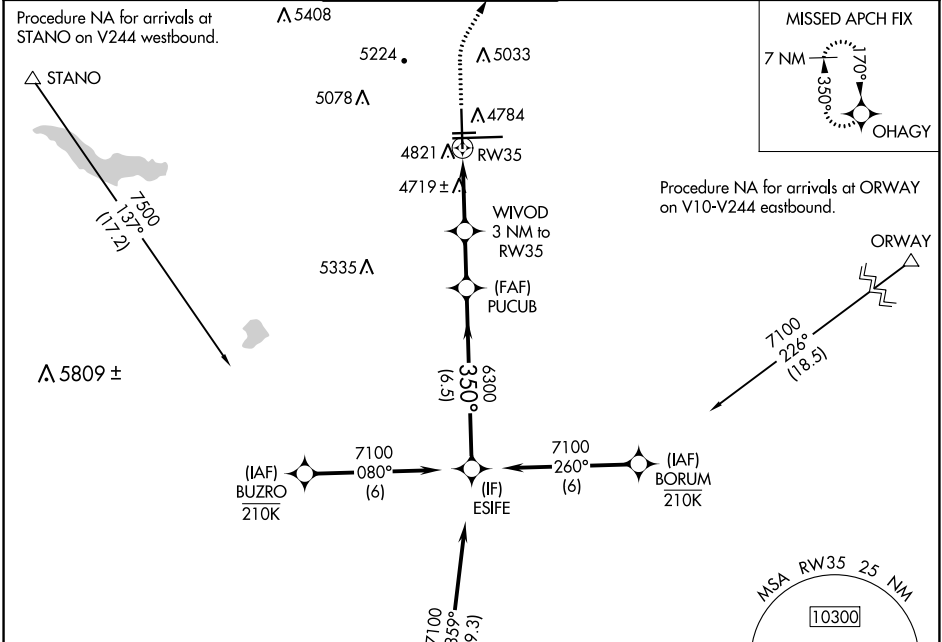 Procedure NA for arrivals at
STANO on V244 westbound.
5408
5224
5033
5078
STANO
4784
4821
RW35
4719 ±
MISSED APCH FIX
7 NM
350°
170°
OHAGY
Procedure NA for arrivals at ORWAY
on V10-V244 eastbound.
ORWAY
7500
137°
(17.2)
WIVOD
3 NM to
RW35
5335
(FAF)
PUCUB
7100
226°
(18.5)
5809 ±
6300
350°
(6.5)
(IAF)
BUZRO
210K
7100
080°
(6)
(IF)
ESIFE
7100
260°
(6)
(IAF)
BORUM
210K
7100
MSA RW35 25 NM
10300